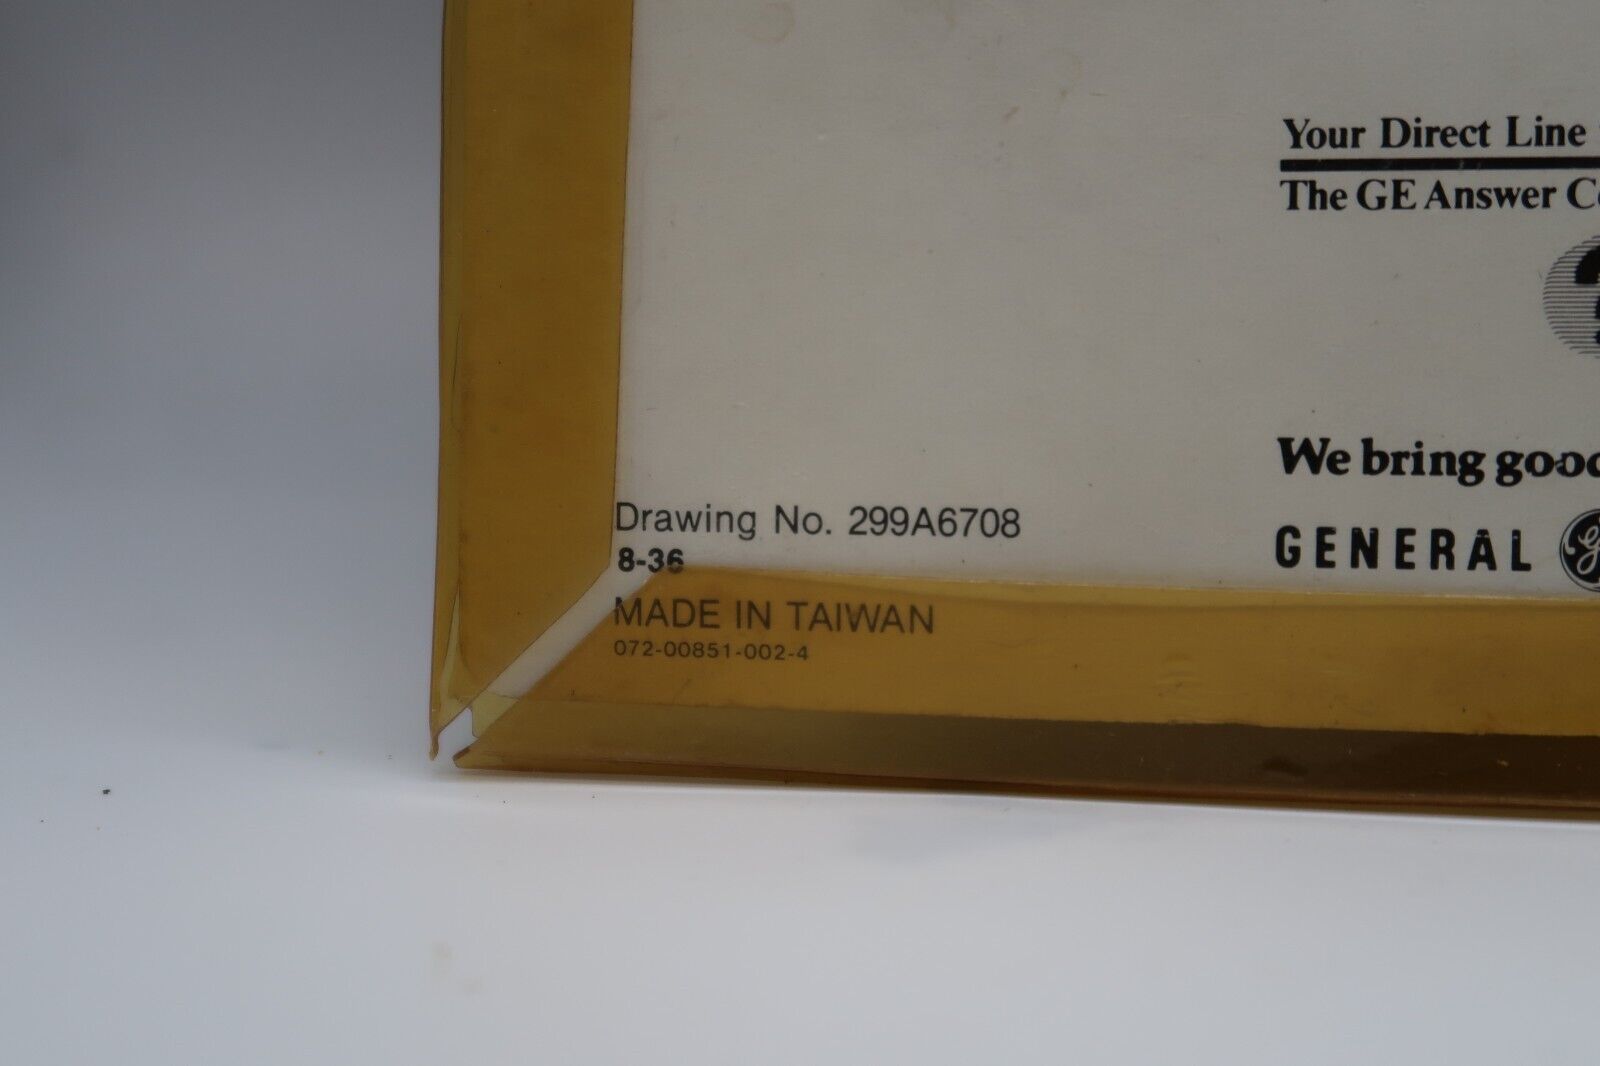 Your Direct Line
The GE Answer
We bring
GENERAL
Drawing No. 299A6708
8-36
MADE IN TAIWAN
072-00851-002-4